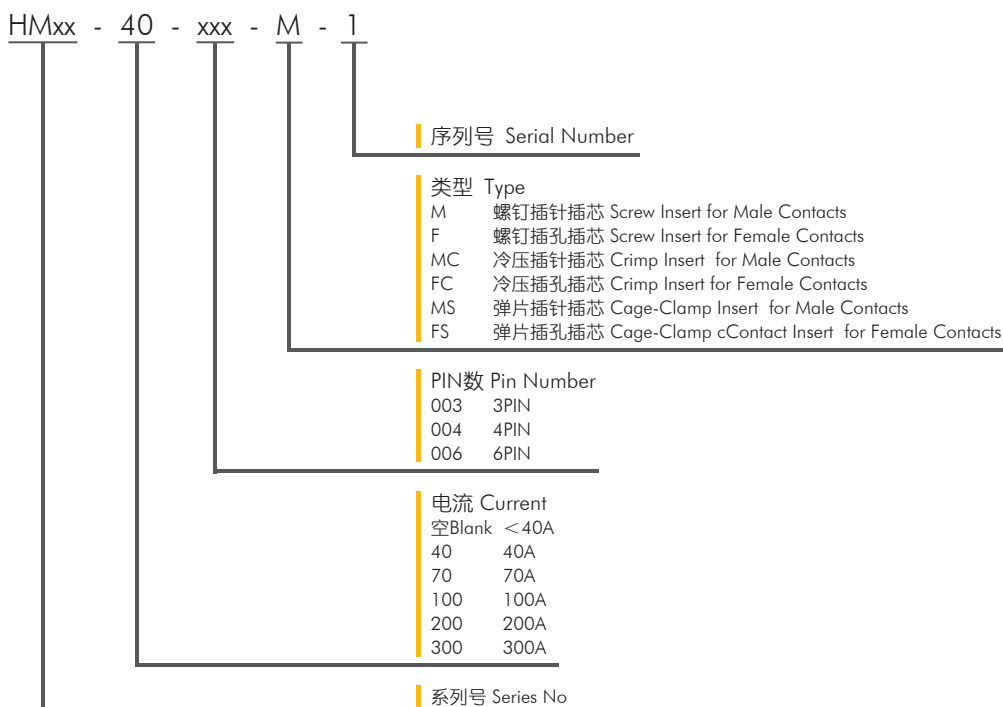 HMxx - 40 - xxx - M - 1
序列号 Serial Number
类型 Type
M 螺钉插针插芯 Screw Insert for Male Contacts
F 螺钉插孔插芯 Screw Insert for Female Contacts
MC 冷压插针插芯 Crimp Insert for Male Contacts
FC 冷压插孔插芯 Crimp Insert for Female Contacts
MS 弹片插针插芯 Cage-Clamp Insert for Male Contacts
FS 弹片插孔插芯 Cage-Clamp cContact Insert for Female Contacts
PIN数 Pin Number
003 3PIN
004 4PIN
006 6PIN
电流 Current
空Blank ＜40A
40 40A
70 70A
100 100A
200 200A
300 300A
系列号 Series No